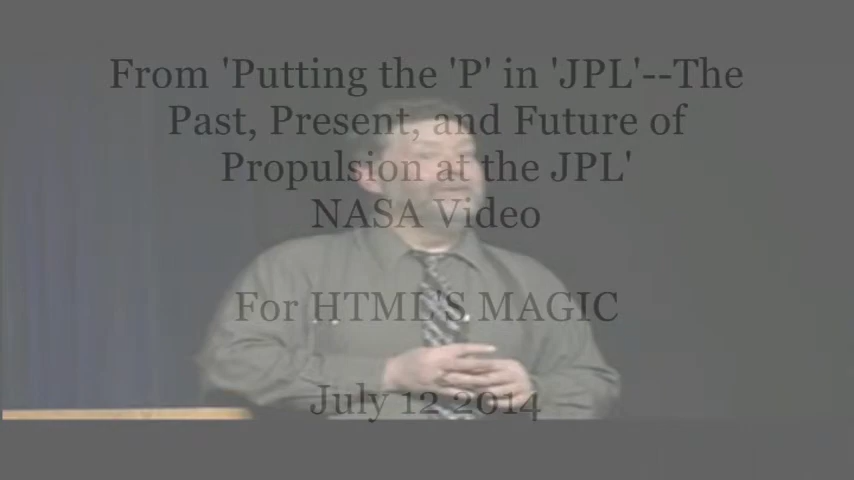 From 'Putting the 'P' in 'JPL'--The
Past, Present, and Future of
Propulsion at the JPL'
NASA Video
For HTML'S MAGIC
July 12 2014